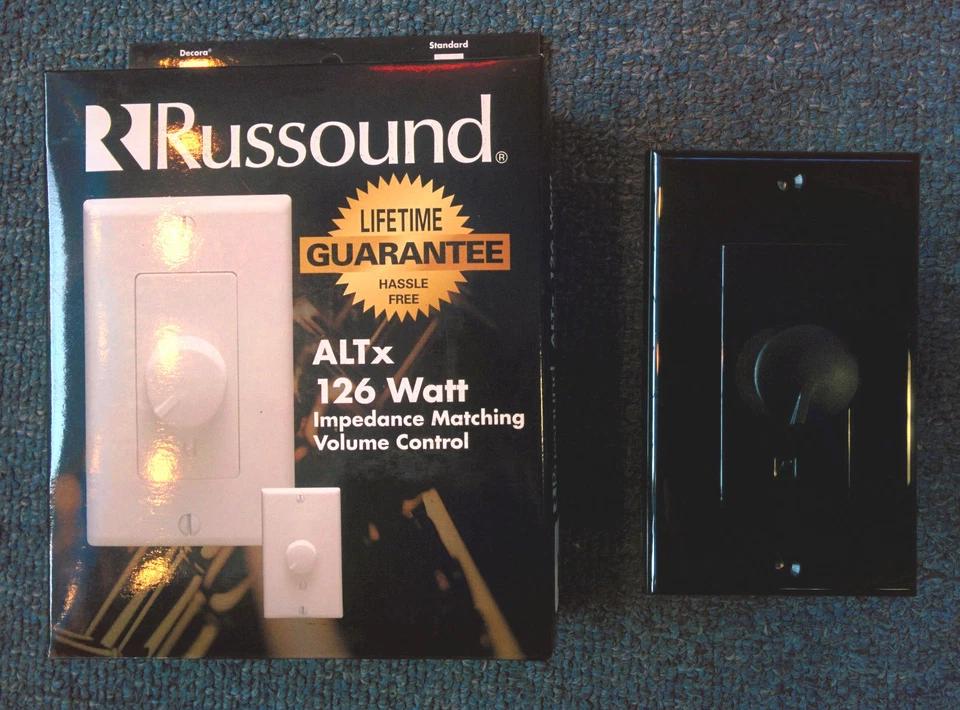 Decora®
Standard
Russound®
LIFETIME
GUARANTEE
HASSLE
FREE
ALTx
126 Watt
Impedance Matching
Volume Control